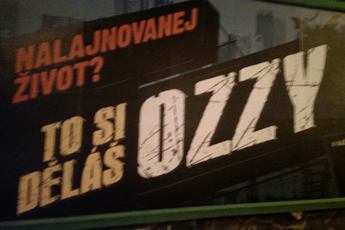 NALAJNOVANEJ
ŽIVOT?
TO SI
DĚLÁŠ
OZZY